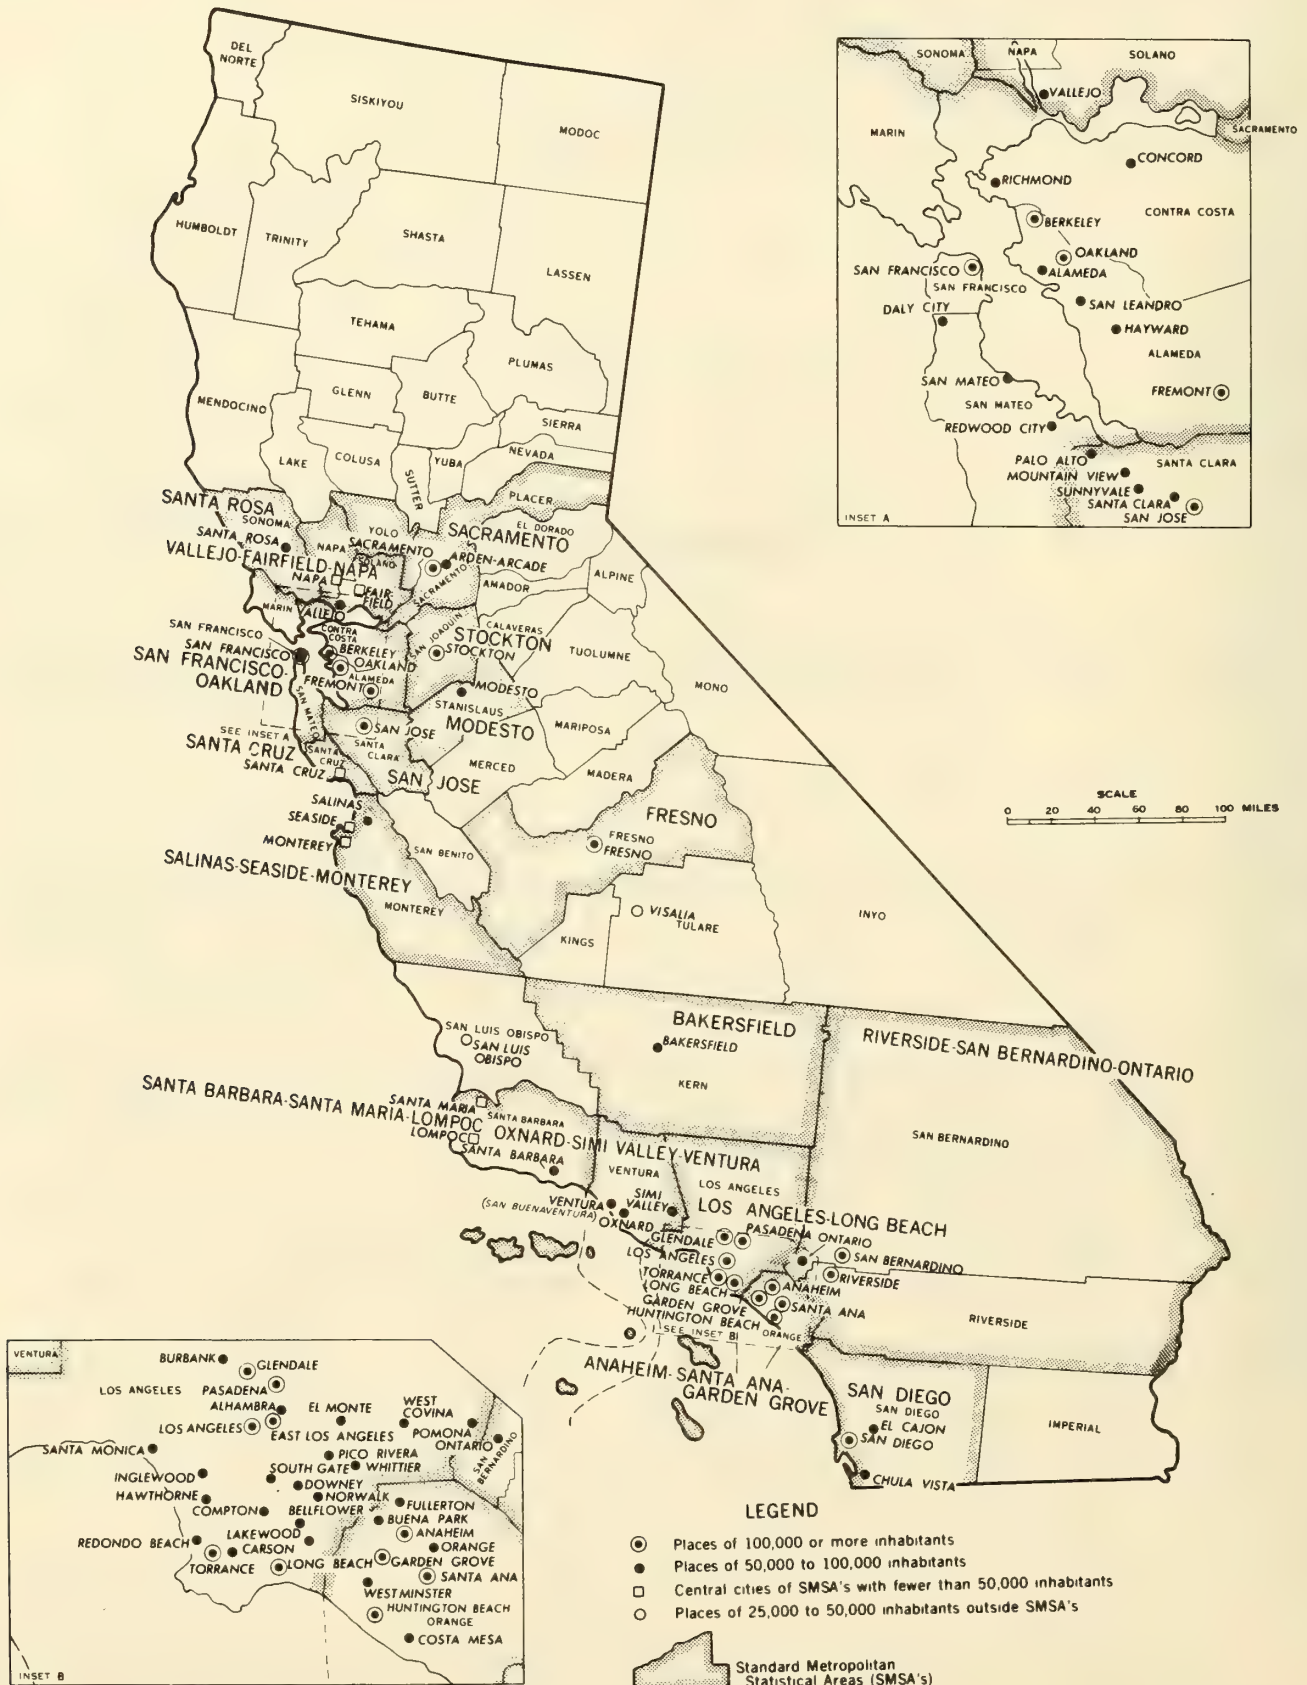 DEL
NORTE
SISKIYOU
MODOC
HUMBOLDT
TRINITY
SHASTA
LASSEN
TEHAMA
PLUMAS
MENDOCINO
GLENN
BUTTE
SIERRA
NEVADA
LAKE
COLUSA
SUTTER
YUBA
PLACER
SANTA ROSA
SONOMA
SANTA ROSA
YOLO
SACRAMENTO
EL DORADO
SACRAMENTO
VALLEJO-FAIRFIELD-NAPA
NAPA
SOLANO
NAPA
FAIR
FIELD
ARDEN-ARCADE
SACRAMENTO
AMADOR
ALPINE
MARIN
VALLEJO
CONTRA
COSTA
SAN JOAQUIN
CALAVERAS
STOCKTON
STOCKTON
TUOLUMNE
MONO
SAN FRANCISCO
SAN FRANCISCO
SAN FRANCISCO-
OAKLAND
BERKELEY
OAKLAND
ALAMEDA
FREMONT
MODESTO
STANISLAUS
MODESTO
MARIPOSA
SAN MATEO
SEE INSET A
SAN JOSE
SANTA
CLARA
SANTA CRUZ
SANTA
CRUZ
SANTA CRUZ
SAN JOSE
MERCED
MADERA
SALINAS
SEASIDE
MONTEREY
SALINAS-SEASIDE-MONTEREY
MONTEREY
SAN BENITO
FRESNO
FRESNO
FRESNO
VISALIA
TULARE
KINGS
INYO
SCALE
0 20 40 60 80 100 MILES
SAN LUIS OBISPO
SAN LUIS
OBISPO
BAKERSFIELD
BAKERSFIELD
KERN
RIVERSIDE-SAN BERNARDINO-ONTARIO
SAN BERNARDINO
SANTA BARBARA-SANTA MARIA-LOMPOC
SANTA MARIA
SANTA BARBARA
LOMPOC
SANTA BARBARA
OXNARD-SIMI VALLEY-VENTURA
VENTURA
LOS ANGELES
VENTURA
(SAN BUENAVENTURA)
SIMI
VALLEY
OXNARD
LOS ANGELES-LONG BEACH
GLENDALE
PASADENA
ONTARIO
LOS ANGELES
SAN BERNARDINO
TORRANCE
LONG BEACH
ANAHEIM
RIVERSIDE
GARDEN GROVE
SANTA ANA
HUNTINGTON BEACH
SEE INSET B
ORANGE
RIVERSIDE
ANAHEIM-SANTA ANA-
GARDEN GROVE
SAN DIEGO
SAN DIEGO
EL CAJON
SAN DIEGO
CHULA VISTA
IMPERIAL
SONOMA
NAPA
SOLANO
VALLEJO
MARIN
SACRAMENTO
CONCORD
RICHMOND
CONTRA COSTA
BERKELEY
OAKLAND
SAN FRANCISCO
ALAMEDA
SAN FRANCISCO
DALY CITY
SAN LEANDRO
HAYWARD
ALAMEDA
SAN MATEO
FREMONT
SAN MATEO
REDWOOD CITY
PALO ALTO
SANTA CLARA
MOUNTAIN VIEW
SUNNYVALE
SANTA CLARA
SAN JOSE
INSET A
VENTURA
BURBANK
GLENDALE
LOS ANGELES
PASADENA
ALHAMBRA
EL MONTE
WEST
COVINA
LOS ANGELES
EAST LOS ANGELES
POMONA
ONTARIO
SAN
BERNARDINO
SANTA MONICA
PICO RIVERA
SOUTH GATE
WHITTIER
INGLEWOOD
DOWNEY
HAWTHORNE
NORWALK
FULLERTON
COMPTON
BELLFLOWER
BUENA PARK
ANAHEIM
REDONDO BEACH
LAKEWOOD
CARSON
ORANGE
TORRANCE
LONG BEACH
GARDEN GROVE
SANTA ANA
WESTMINSTER
HUNTINGTON BEACH
ORANGE
COSTA MESA
INSET B
LEGEND
Places of 100,000 or more inhabitants
Places of 50,000 to 100,000 inhabitants
Central cities of SMSA's with fewer than 50,000 inhabitants
Places of 25,000 to 50,000 inhabitants outside SMSA's
Standard Metropolitan
Statistical Areas (SMSA's)